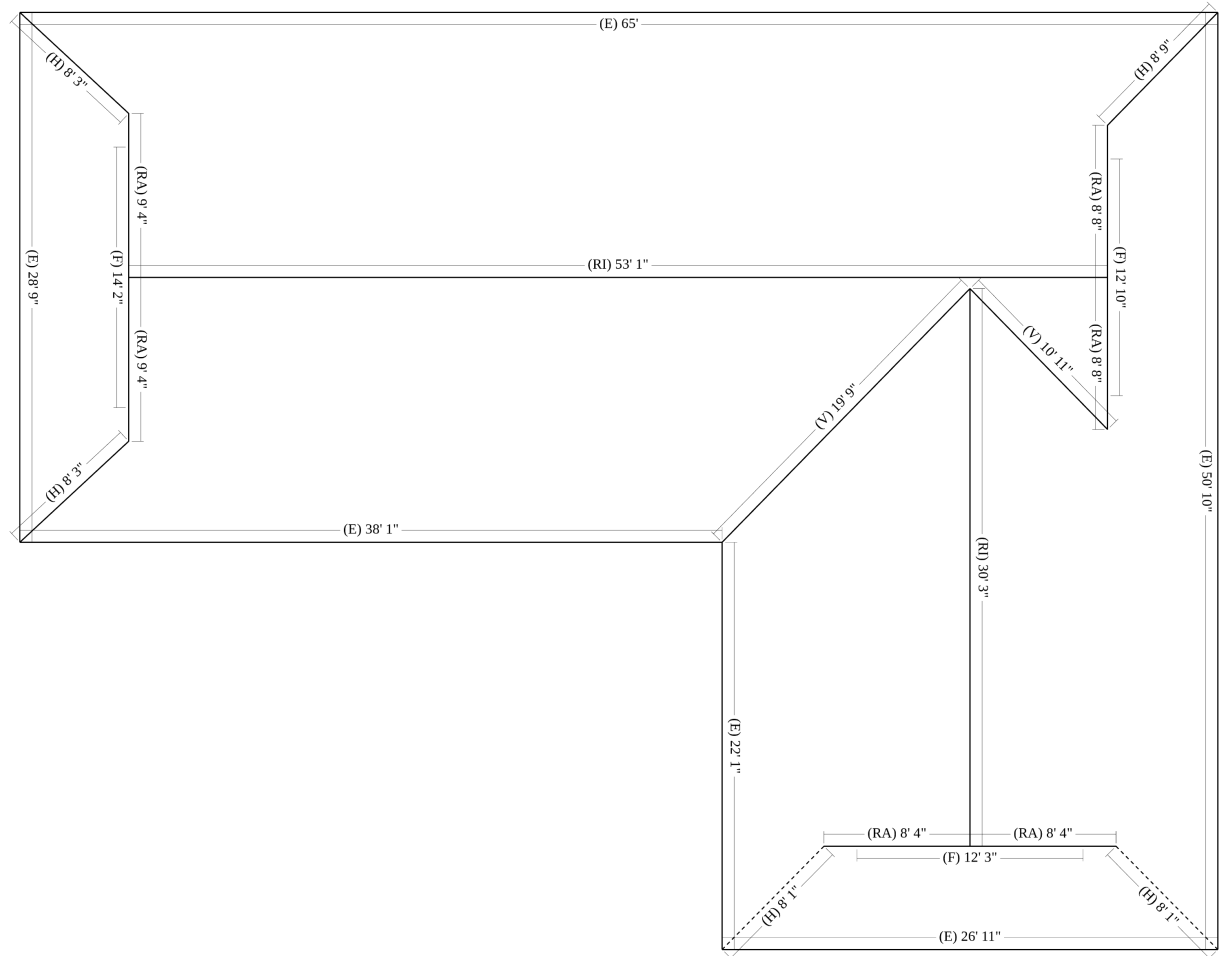 (E) 65'
(H) 8' 3"
(H) 8' 9"
(RA) 9' 4"
(RA) 8' 8"
(E) 28' 9"
(F) 14' 2"
(RI) 53' 1"
(F) 12' 10"
(RA) 9' 4"
(RA) 8' 8"
(V) 10' 11"
(V) 19' 9"
(H) 8' 3"
(E) 50' 10"
(E) 38' 1"
(RI) 30' 3"
(E) 22' 1"
(RA) 8' 4"
(RA) 8' 4"
(F) 12' 3"
(H) 8' 1"
(H) 8' 1"
(E) 26' 11"